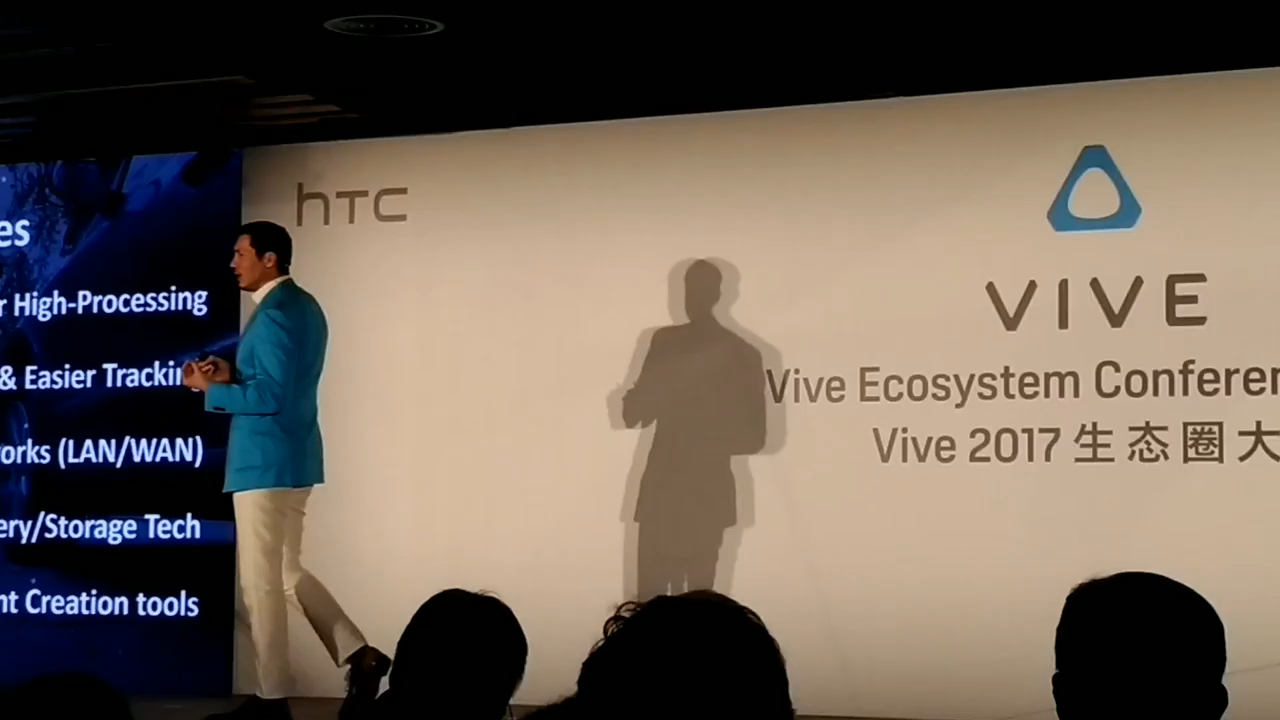 es
High-Processing
& Easier Trackin
orks (LAN/WAN)
ery/Storage Tech
nt Creation tools
hTC
VIVE
Vive Ecosystem Conferen
Vive 2017 生态圈大